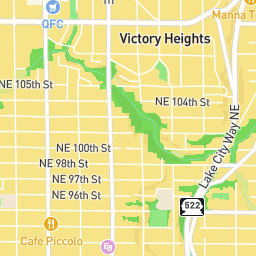 m
QFC
Manna T
Victory Heights
NE 105th St
NE 104th St
NE 100th St
NE 98th St
NE 97th St
NE 96th St
Lake City Way NE
522
Cafe Piccolo